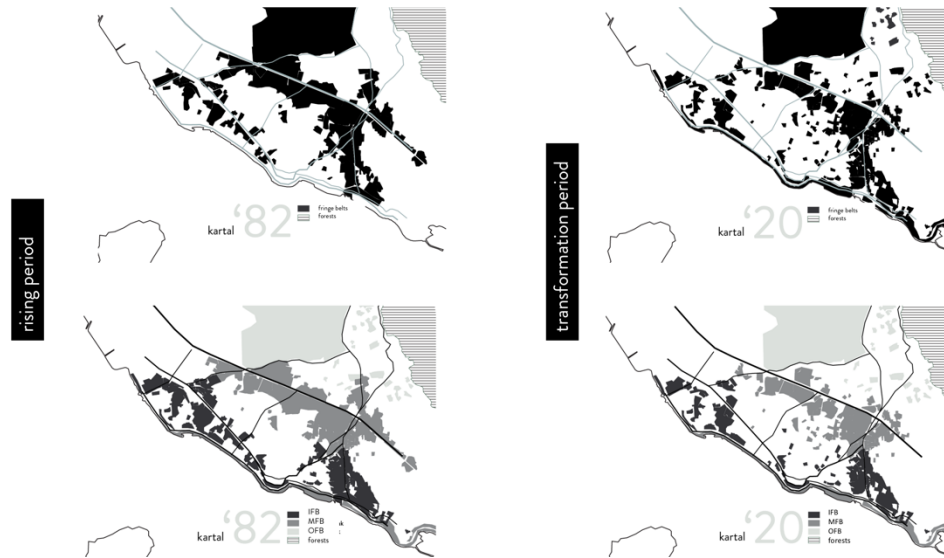 rising period
kartal '82
fringe belts
forests
transformation period
kartal '20
fringe belts
forests
kartal '82
IFB
MFB
OFB
forests
kartal '20
IFB
MFB
OFB
forests